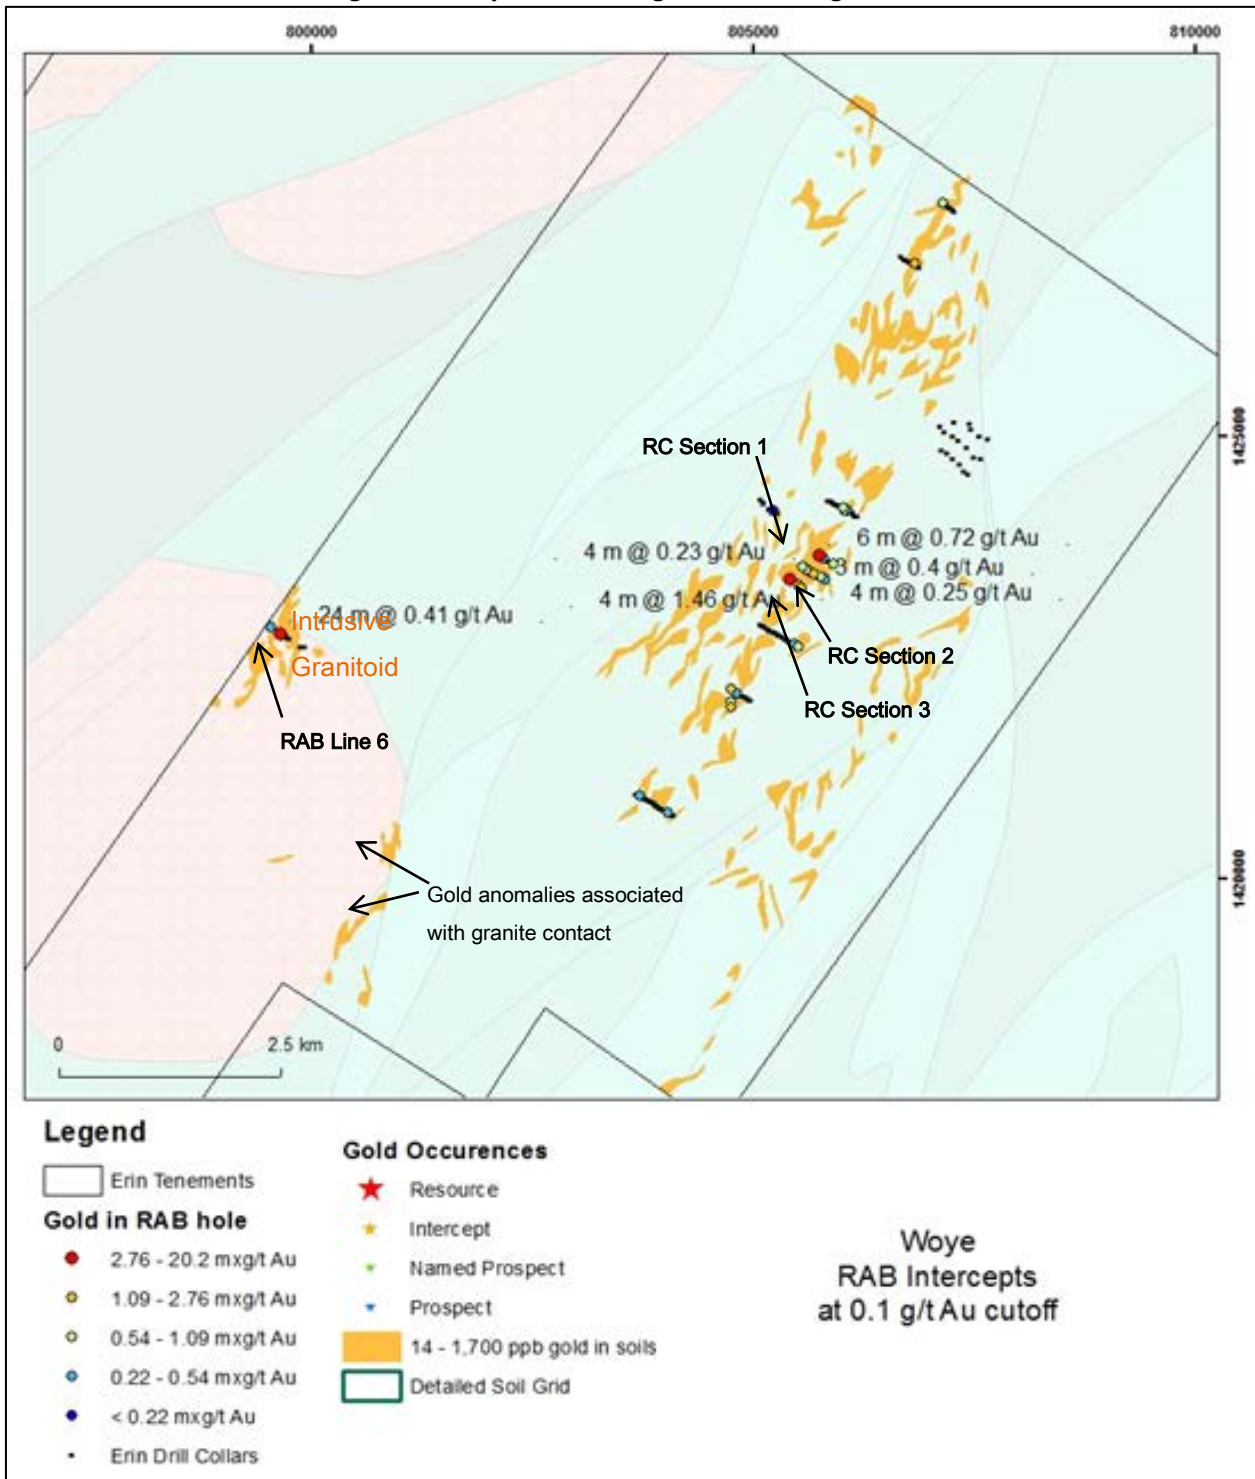 800000
805000
810000
1425000
1420000
RC Section 1
6 m @ 0.72 g/t Au
4 m @ 0.23 g/t Au
3 m @ 0.4 g/t Au
4 m @ 1.46 g/t Au
4 m @ 0.25 g/t Au
24 m @ 0.41 g/t Au
Intrusive
Granitoid
RC Section 2
RC Section 3
RAB Line 6
Gold anomalies associated
with granite contact
0 2.5 km
Legend
Erin Tenements
Gold in RAB hole
2.76 - 20.2 mxg/t Au
1.09 - 2.76 mxg/t Au
0.54 - 1.09 mxg/t Au
0.22 - 0.54 mxg/t Au
< 0.22 mxg/t Au
Erin Drill Collars
Gold Occurences
Resource
Intercept
Named Prospect
Prospect
14 - 1,700 ppb gold in soils
Detailed Soil Grid
Woye
RAB Intercepts
at 0.1 g/t Au cutoff